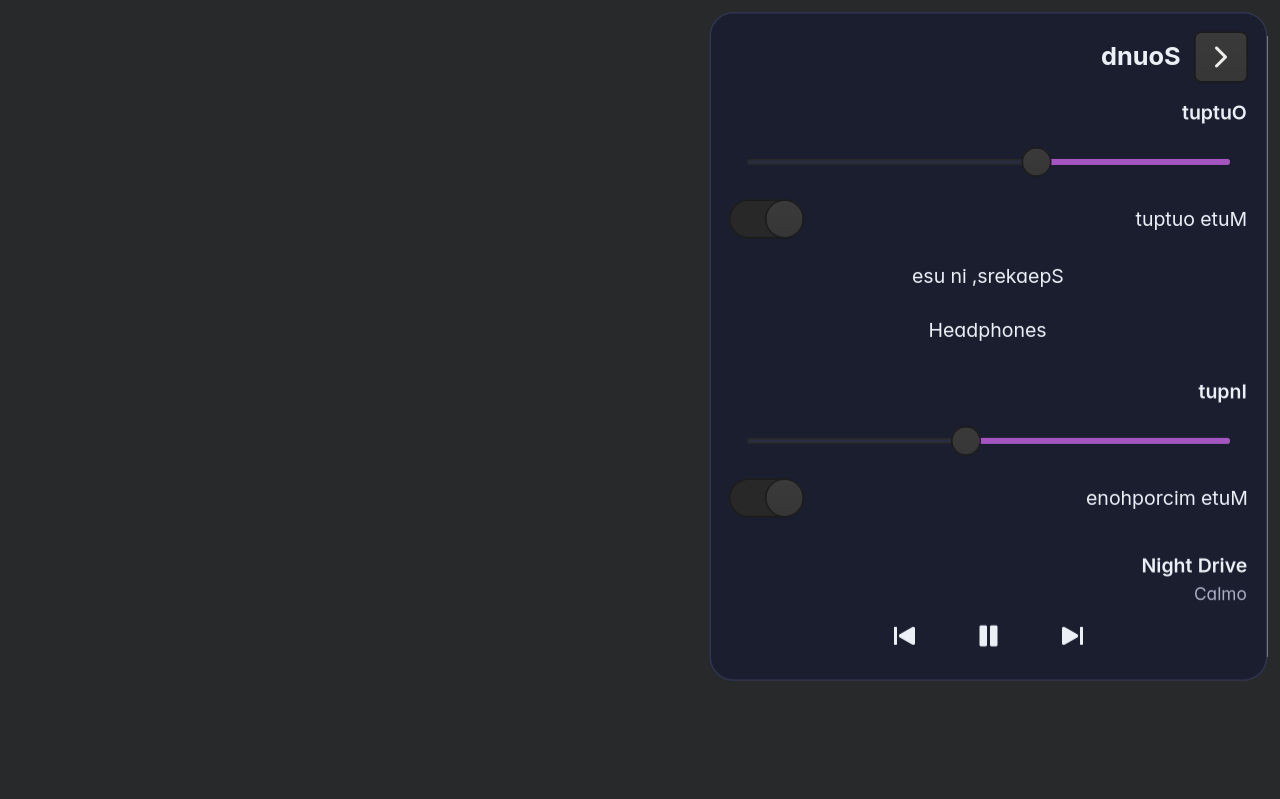 dnuoS
tuptuO
tuptuo etuM
esu ni ,srekaepS
Headphones
tupnI
enohporcim etuM
Night Drive
Calmo